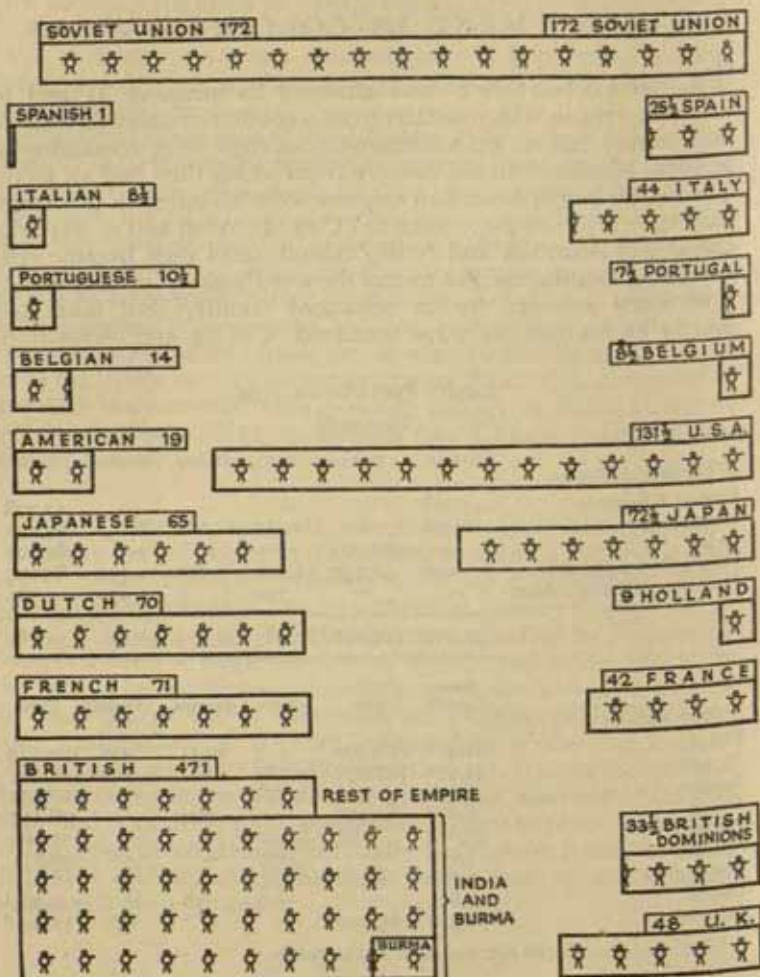 SOVIET UNION 172
172 SOVIET UNION
SPANISH 1
25½ SPAIN
ITALIAN 8½
44 ITALY
PORTUGUESE 10½
7½ PORTUGAL
BELGIAN 14
8½ BELGIUM
AMERICAN 19
131½ U.S.A.
JAPANESE 65
72½ JAPAN
DUTCH 70
9 HOLLAND
FRENCH 71
42 FRANCE
BRITISH 471
REST OF EMPIRE
33½ BRITISH
DOMINIONS
INDIA
AND
BURMA
BURMA
48 U.K.